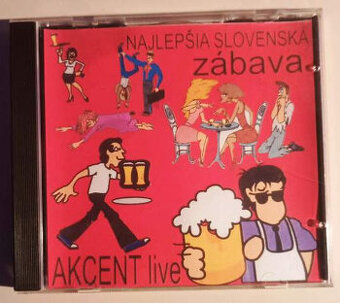 NAJLEPŠIA SLOVENSKÁ
zábava
AKCENT live